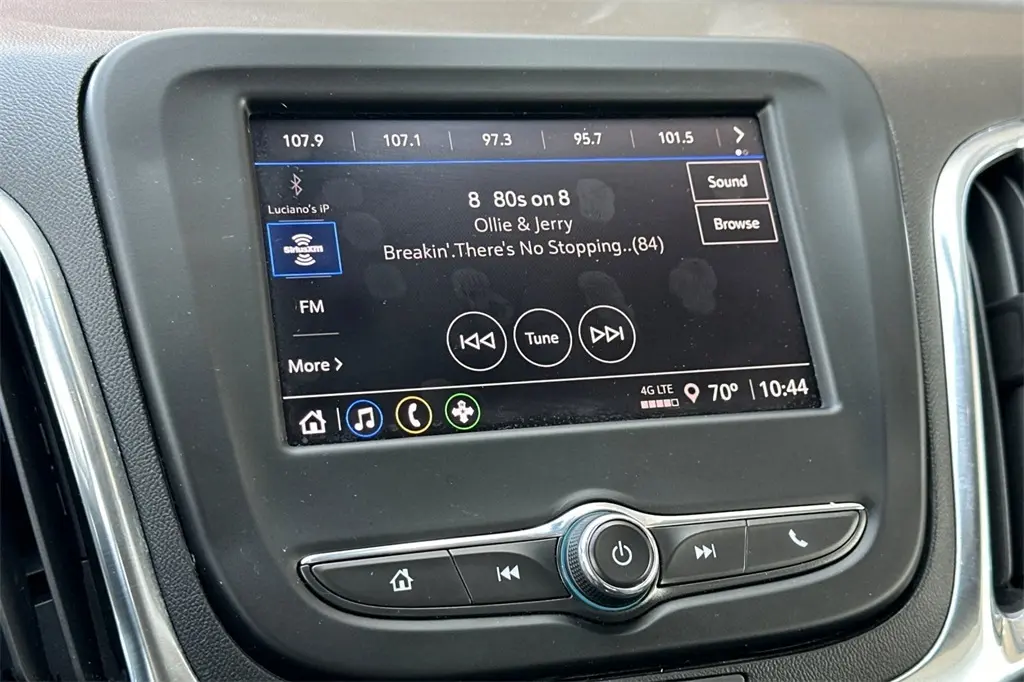 107.9 107.1 97.3 95.7 101.5
Luciano's iP
SiriusXM
FM
More
8 80s on 8
Ollie & Jerry
Breakin'.There's No Stopping..(84)
Sound
Browse
Tune
4G LTE
70° 10:44